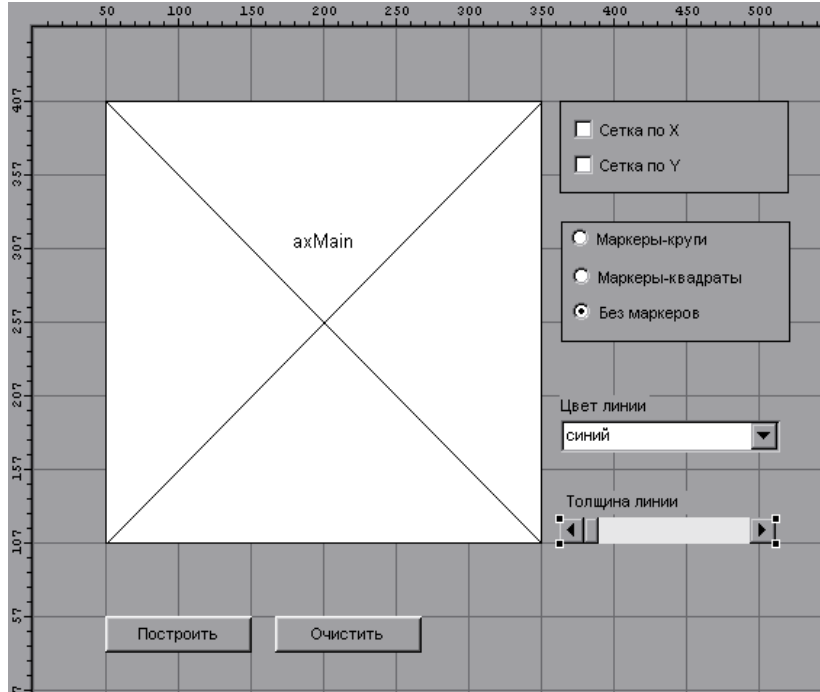 50 100 150 200 250 300 350 400 450 500
407
357
307
257
207
157
107
57
axMain
Сетка по X
Сетка по Y
Маркеры-круги
Маркеры-квадраты
Без маркеров
Цвет линии
синий
Толщина линии
Построить Очистить